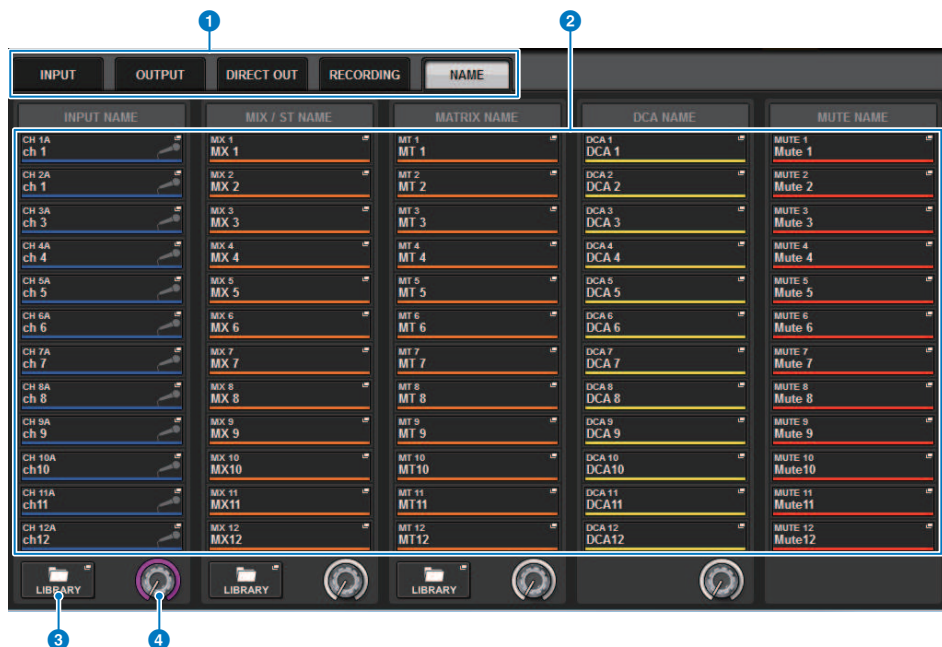 1 2
INPUT OUTPUT DIRECT OUT RECORDING NAME
INPUT NAME MIX / ST NAME MATRIX NAME DCA NAME MUTE NAME
CH 1A MX 1 MT 1 DCA 1 MUTE 1
ch 1 MX 1 MT 1 DCA 1 Mute 1
CH 2A MX 2 MT 2 DCA 2 MUTE 2
ch 1 MX 2 MT 2 DCA 2 Mute 2
CH 3A MX 3 MT 3 DCA 3 MUTE 3
ch 3 MX 3 MT 3 DCA 3 Mute 3
CH 4A MX 4 MT 4 DCA 4 MUTE 4
ch 4 MX 4 MT 4 DCA 4 Mute 4
CH 5A MX 5 MT 5 DCA 5 MUTE 5
ch 5 MX 5 MT 5 DCA 5 Mute 5
CH 6A MX 6 MT 6 DCA 6 MUTE 6
ch 6 MX 6 MT 6 DCA 6 Mute 6
CH 7A MX 7 MT 7 DCA 7 MUTE 7
ch 7 MX 7 MT 7 DCA 7 Mute 7
CH 8A MX 8 MT 8 DCA 8 MUTE 8
ch 8 MX 8 MT 8 DCA 8 Mute 8
CH 9A MX 9 MT 9 DCA 9 MUTE 9
ch 9 MX 9 MT 9 DCA 9 Mute 9
CH 10A MX 10 MT 10 DCA 10 MUTE 10
ch10 MX10 MT10 DCA10 Mute10
CH 11A MX 11 MT 11 DCA 11 MUTE 11
ch11 MX11 MT11 DCA11 Mute11
CH 12A MX 12 MT 12 DCA 12 MUTE 12
ch12 MX12 MT12 DCA12 Mute12
LIBRARY LIBRARY LIBRARY
3 4